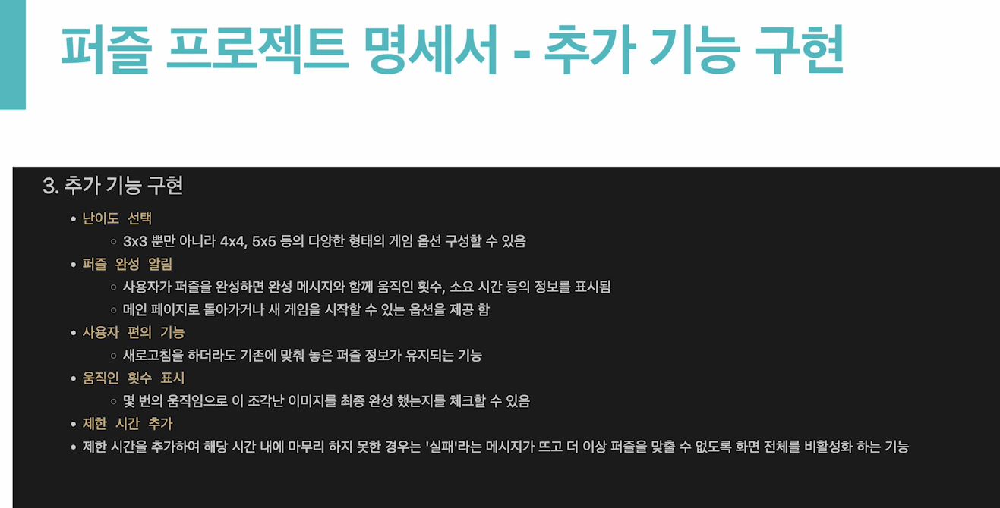 퍼즐 프로젝트 명세서 - 추가 기능 구현
3. 추가 기능 구현
• 난이도 선택
◦ 3x3 뿐만 아니라 4x4, 5x5 등의 다양한 형태의 게임 옵션 구성할 수 있음
• 퍼즐 완성 알림
◦ 사용자가 퍼즐을 완성하면 완성 메시지와 함께 움직인 횟수, 소요 시간 등의 정보를 표시됨
◦ 메인 페이지로 돌아가거나 새 게임을 시작할 수 있는 옵션을 제공 함
• 사용자 편의 기능
◦ 새로고침을 하더라도 기존에 맞춰 놓은 퍼즐 정보가 유지되는 기능
• 움직인 횟수 표시
◦ 몇 번의 움직임으로 이 조각난 이미지를 최종 완성 했는지를 체크할 수 있음
• 제한 시간 추가
• 제한 시간을 추가하여 해당 시간 내에 마무리 하지 못한 경우는 '실패'라는 메시지가 뜨고 더 이상 퍼즐을 맞출 수 없도록 화면 전체를 비활성화 하는 기능